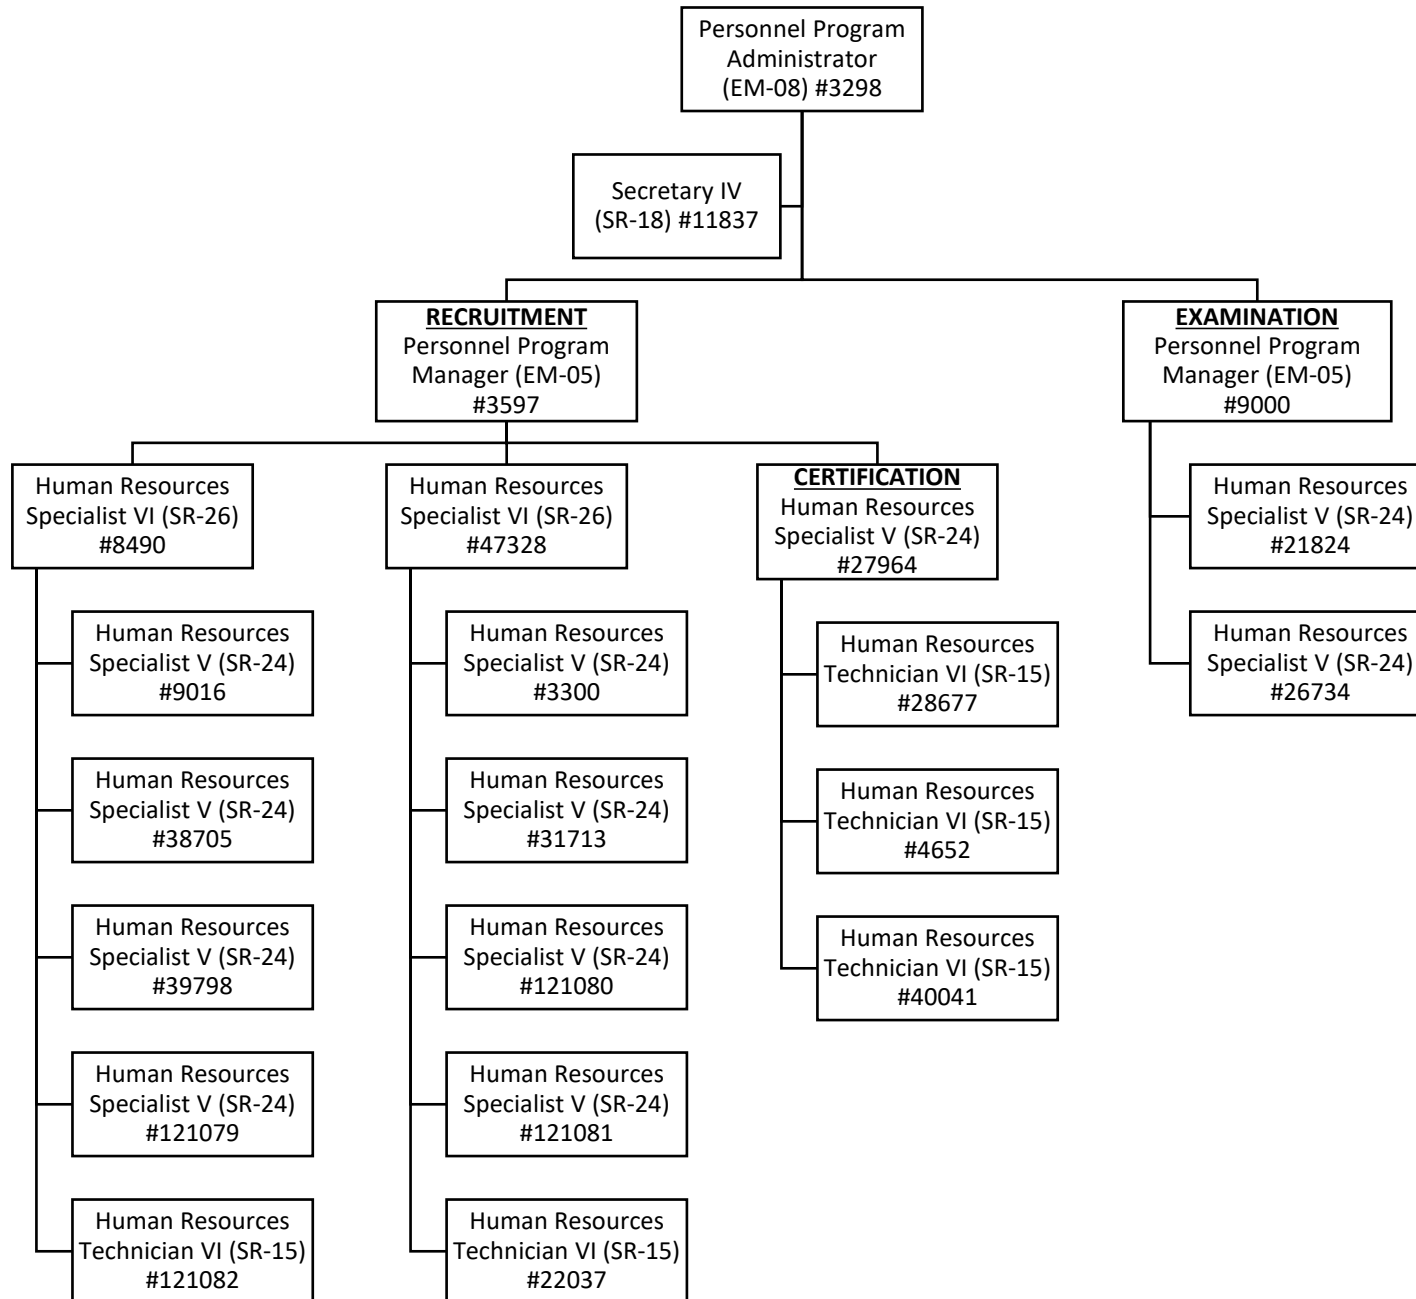 Personnel Program
Administrator
(EM-08) #3298
Secretary IV
(SR-18) #11837
RECRUITMENT
Personnel Program
Manager (EM-05)
#3597
EXAMINATION
Personnel Program
Manager (EM-05)
#9000
Human Resources
Specialist VI (SR-26)
#8490
Human Resources
Specialist VI (SR-26)
#47328
CERTIFICATION
Human Resources
Specialist V (SR-24)
#27964
Human Resources
Specialist V (SR-24)
#21824
Human Resources
Specialist V (SR-24)
#26734
Human Resources
Specialist V (SR-24)
#9016
Human Resources
Specialist V (SR-24)
#38705
Human Resources
Specialist V (SR-24)
#39798
Human Resources
Specialist V (SR-24)
#121079
Human Resources
Technician VI (SR-15)
#121082
Human Resources
Specialist V (SR-24)
#3300
Human Resources
Specialist V (SR-24)
#31713
Human Resources
Specialist V (SR-24)
#121080
Human Resources
Specialist V (SR-24)
#121081
Human Resources
Technician VI (SR-15)
#22037
Human Resources
Technician VI (SR-15)
#28677
Human Resources
Technician VI (SR-15)
#4652
Human Resources
Technician VI (SR-15)
#40041